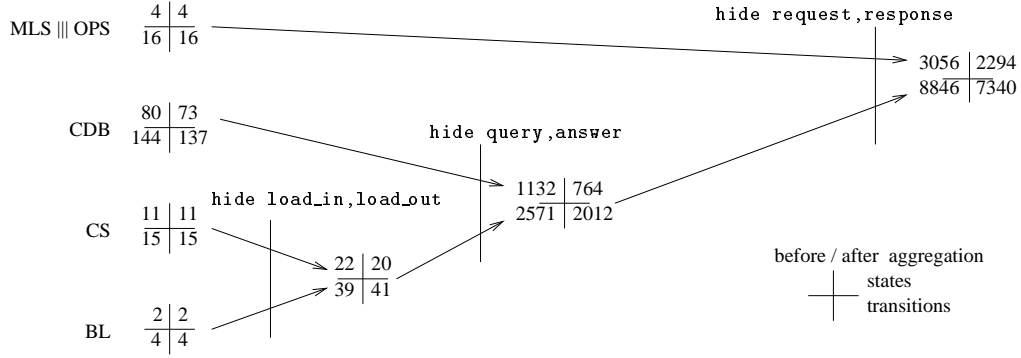 hide request,response
MLS ||| OPS
4 4
16 16
3056 2294
8846 7340
CDB
80 73
144 137
hide query,answer
1132 764
2571 2012
hide load_in,load_out
CS
11 11
15 15
22 20
39 41
BL
2 2
4 4
before / after aggregation
states
transitions